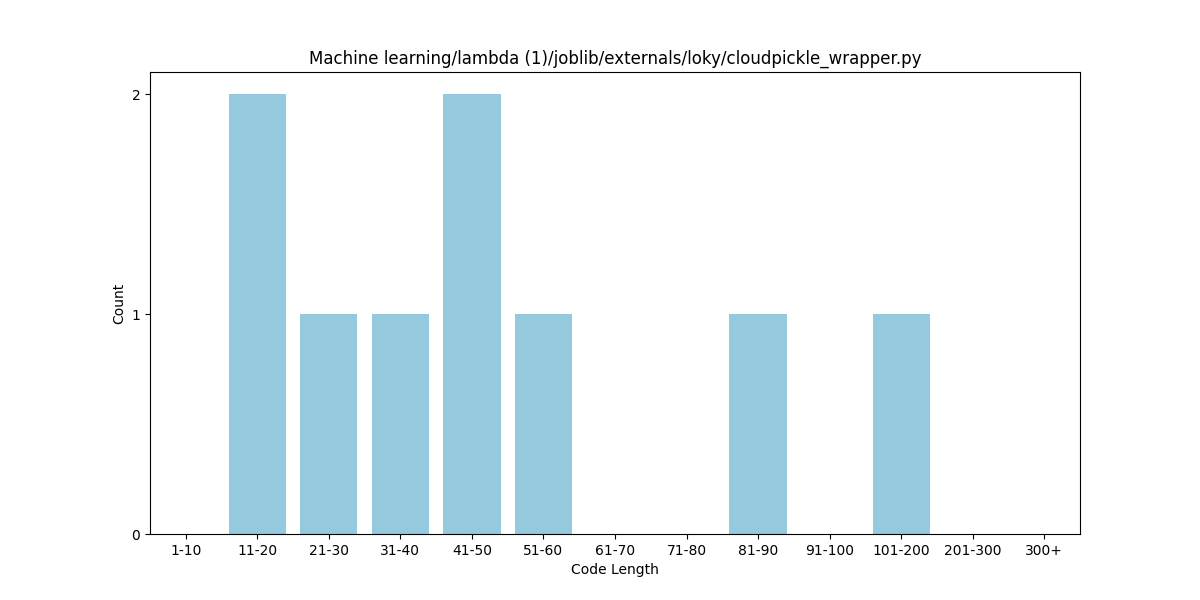 Machine learning/lambda (1)/joblib/externals/loky/cloudpickle_wrapper.py
2
1
0
Count
1-10 11-20 21-30 31-40 41-50 51-60 61-70 71-80 81-90 91-100 101-200 201-300 300+
Code Length